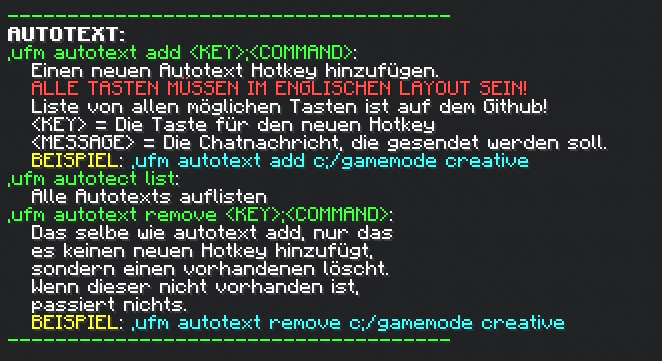 -------------------------------------
AUTOTEXT:
,ufm autotext add <KEY>;<COMMAND>:
Einen neuen Autotext Hotkey hinzufügen.
ALLE TASTEN MÜSSEN IM ENGLISCHEN LAYOUT SEIN!
Liste von allen möglichen Tasten ist auf dem Github!
<KEY> = Die Taste für den neuen Hotkey
<MESSAGE> = Die Chatnachricht, die gesendet werden soll.
BEISPIEL: ,ufm autotext add c;/gamemode creative
,ufm autotect list:
Alle Autotexts auflisten
,ufm autotext remove <KEY>;<COMMAND>:
Das selbe wie autotext add, nur das
es keinen neuen Hotkey hinzufügt,
sondern einen vorhandenen löscht.
Wenn dieser nicht vorhanden ist,
passiert nichts.
BEISPIEL: ,ufm autotext remove c;/gamemode creative
-------------------------------------